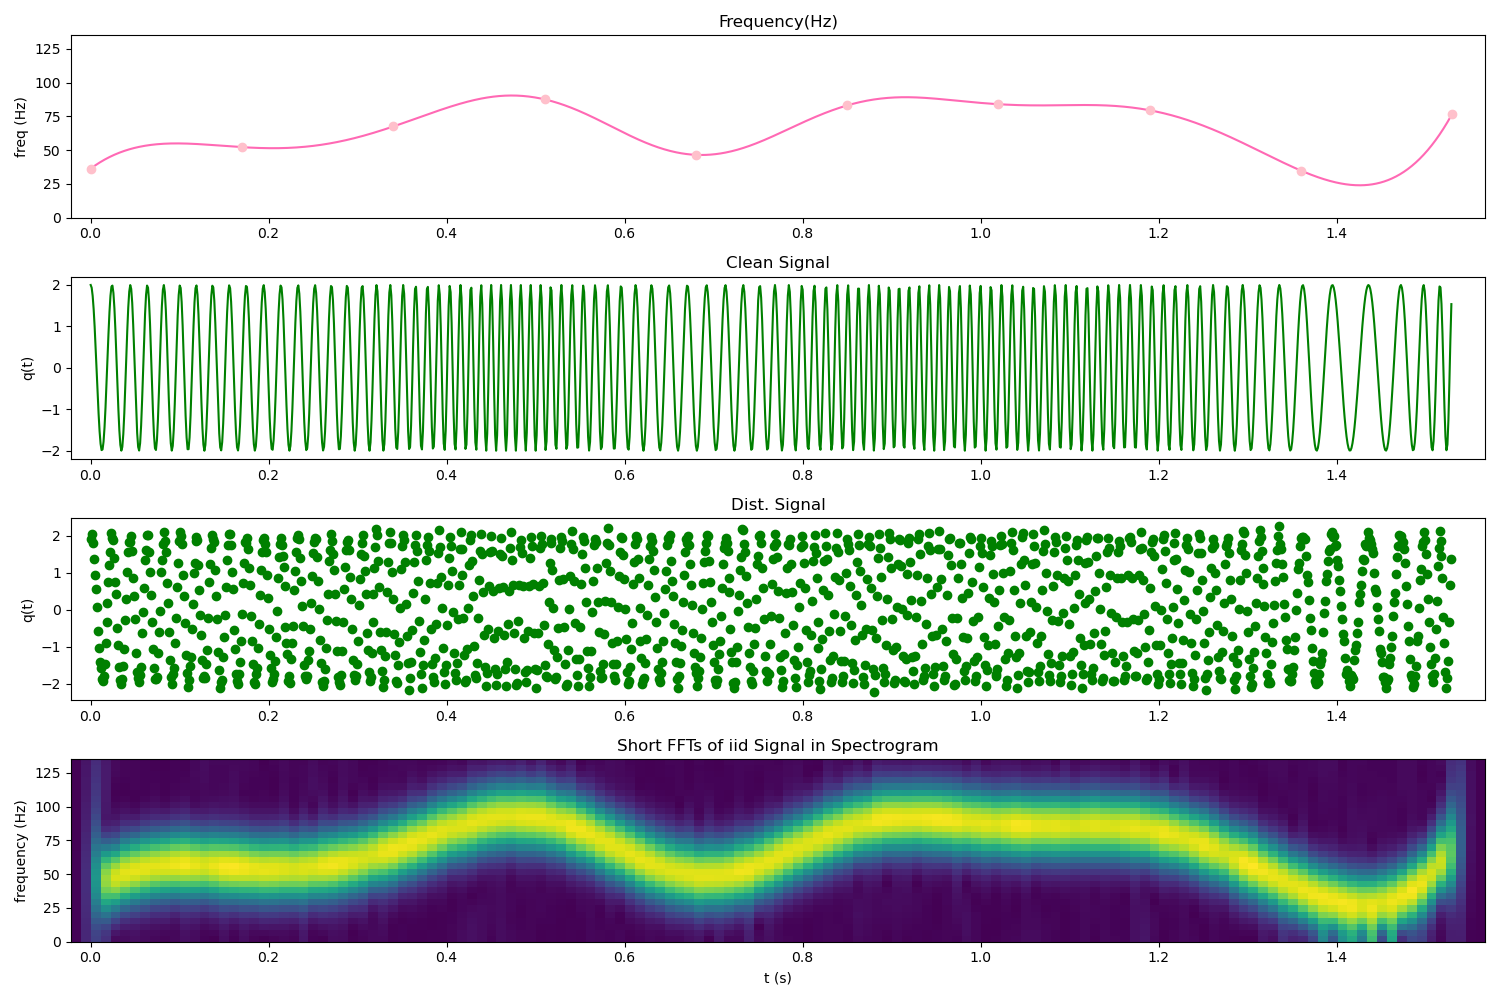 Frequency(Hz)
freq (Hz)
125
100
75
50
25
0
0.0 0.2 0.4 0.6 0.8 1.0 1.2 1.4
Clean Signal
q(t)
2
1
0
−1
−2
0.0 0.2 0.4 0.6 0.8 1.0 1.2 1.4
Dist. Signal
q(t)
2
1
0
−1
−2
0.0 0.2 0.4 0.6 0.8 1.0 1.2 1.4
Short FFTs of iid Signal in Spectrogram
frequency (Hz)
125
100
75
50
25
0
0.0 0.2 0.4 0.6 0.8 1.0 1.2 1.4
t (s)